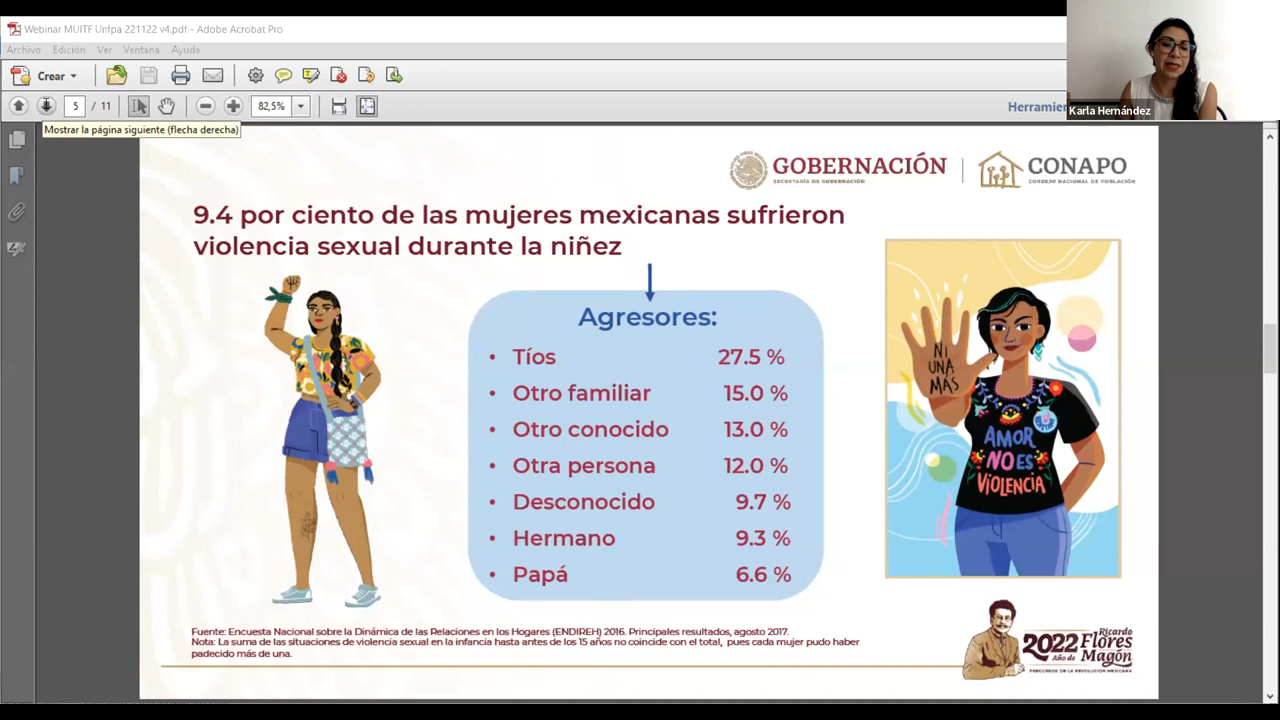 Webinar MUITF Unfpa 221122 v4.pdf - Adobe Acrobat Pro
Archivo Edición Ver Ventana Ayuda
Crear
5 / 11 82,5% Herramien
Karla Hernández
Mostrar la página siguiente (flecha derecha)
GOBERNACIÓN
SECRETARÍA DE GOBERNACIÓN
CONAPO
CONSEJO NACIONAL DE POBLACIÓN
9.4 por ciento de las mujeres mexicanas sufrieron
violencia sexual durante la niñez
Agresores:
• Tíos 27.5 %
• Otro familiar 15.0 %
• Otro conocido 13.0 %
• Otra persona 12.0 %
• Desconocido 9.7 %
• Hermano 9.3 %
• Papá 6.6 %
NI
UNA
MÁS
AMOR
NO ES
VIOLENCIA
Fuente: Encuesta Nacional sobre la Dinámica de las Relaciones en los Hogares (ENDIREH) 2016. Principales resultados, agosto 2017.
Nota: La suma de las situaciones de violencia sexual en la infancia hasta antes de los 15 años no coincide con el total, pues cada mujer pudo haber
padecido más de una.
2022 Ricardo
Flores
Año de Magón
PRECURSOR DE LA REVOLUCIÓN MEXICANA